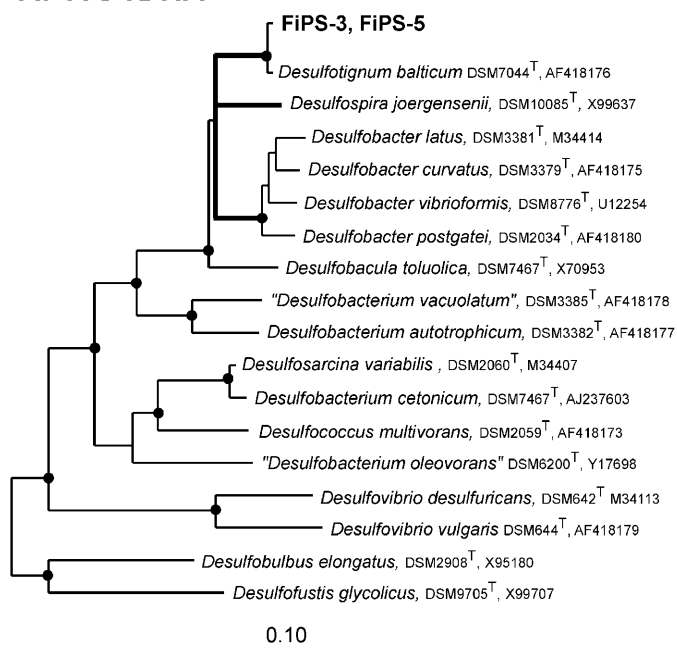 FiPS-3, FiPS-5
Desulfotignum balticum DSM7044T, AF418176
Desulfospira joergensenii, DSM10085T, X99637
Desulfobacter latus, DSM3381T, M34414
Desulfobacter curvatus, DSM3379T, AF418175
Desulfobacter vibrioformis, DSM8776T, U12254
Desulfobacter postgatei, DSM2034T, AF418180
Desulfobacula toluolica, DSM7467T, X70953
"Desulfobacterium vacuolatum", DSM3385T, AF418178
Desulfobacterium autotrophicum, DSM3382T, AF418177
Desulfosarcina variabilis , DSM2060T, M34407
Desulfobacterium cetonicum, DSM7467T, AJ237603
Desulfococcus multivorans, DSM2059T, AF418173
"Desulfobacterium oleovorans" DSM6200T, Y17698
Desulfovibrio desulfuricans, DSM642T M34113
Desulfovibrio vulgaris DSM644T, AF418179
Desulfobulbus elongatus, DSM2908T, X95180
Desulfofustis glycolicus, DSM9705T, X99707
0.10